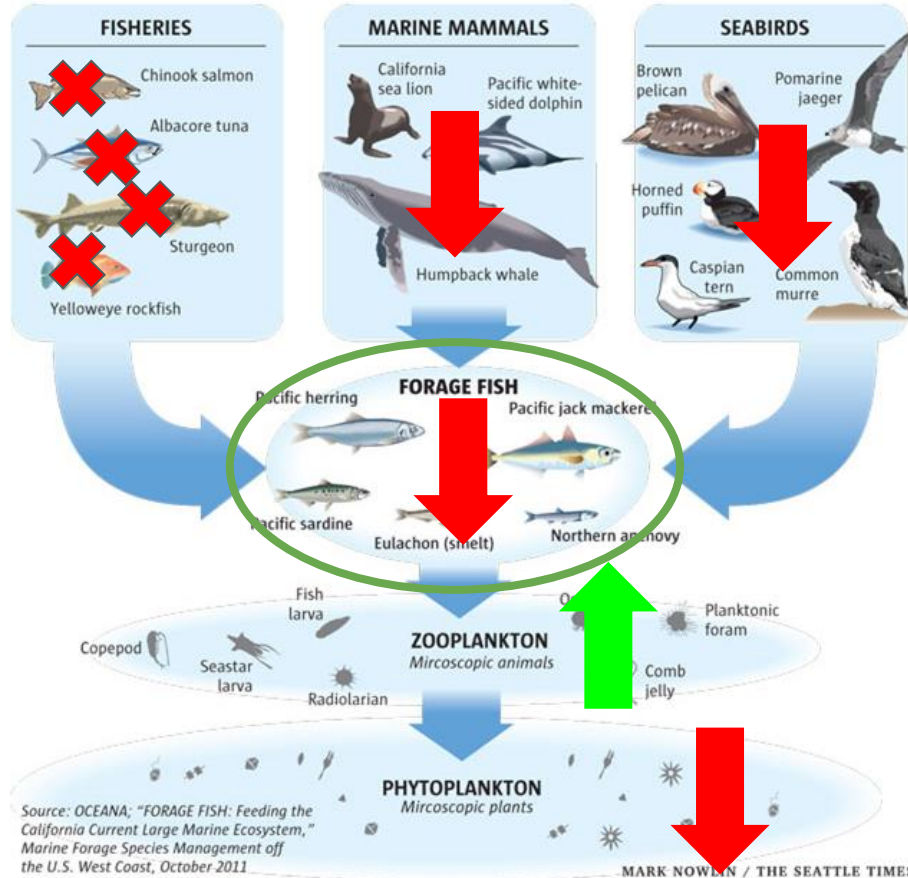 FISHERIES
Chinook salmon
Albacore tuna
Sturgeon
Yelloweye rockfish
MARINE MAMMALS
California
sea lion
Pacific white-
sided dolphin
Humpback whale
SEABIRDS
Brown
pelican
Pomarine
jaeger
Horned
puffin
Caspian
tern
Common
murre
FORAGE FISH
Pacific herring
Pacific jack mackerel
Pacific sardine
Eulachon (smelt)
Northern anchovy
Fish
larva
Copepod
Seastar
larva
Radiolarian
ZOOPLANKTON
Mircoscopic animals
Planktonic
foram
Comb
jelly
PHYTOPLANKTON
Mircoscopic plants
Source: OCEANA; "FORAGE FISH: Feeding the
California Current Large Marine Ecosystem,"
Marine Forage Species Management off
the U.S. West Coast, October 2011
MARK NOWLIN / THE SEATTLE TIMES